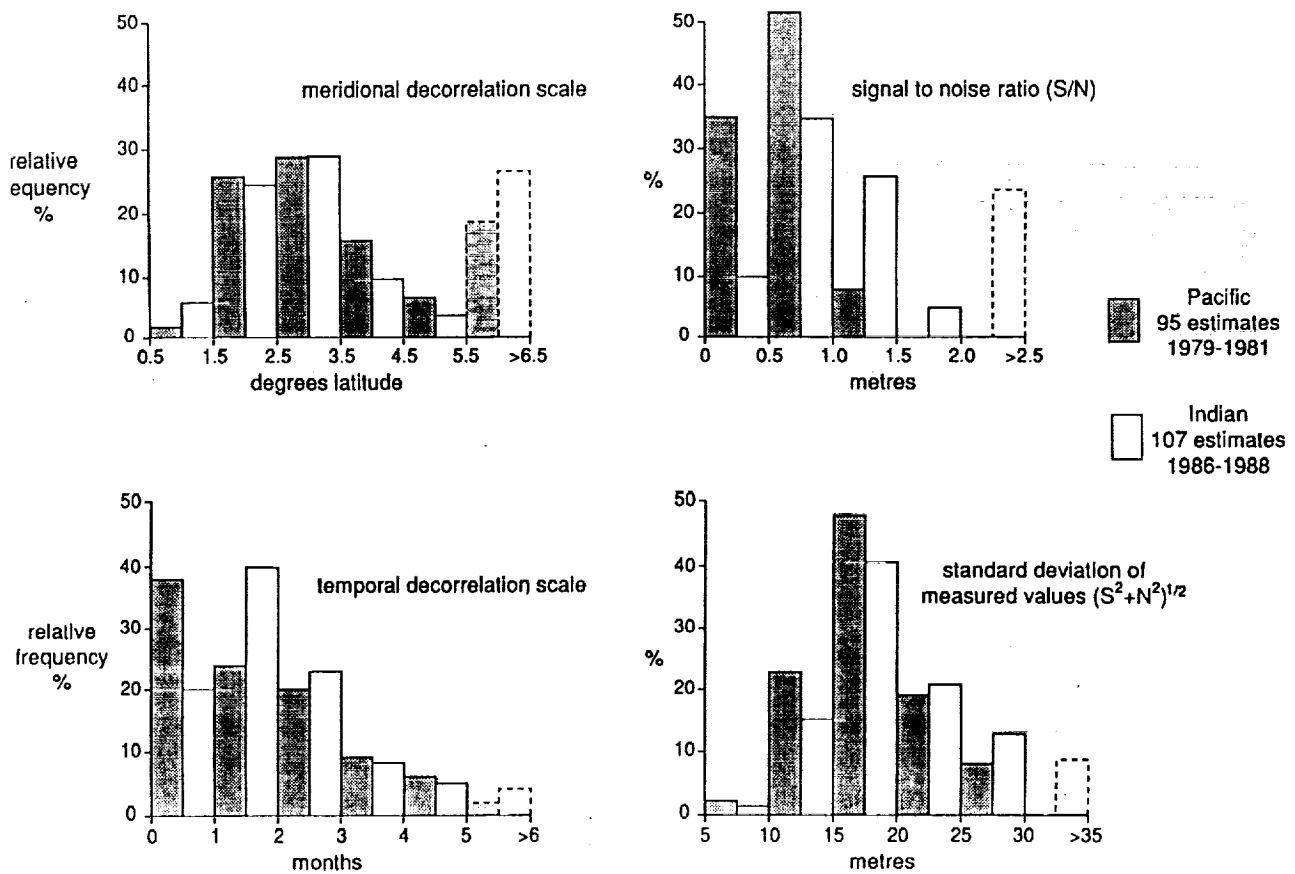 50
40
30
20
10
0
meridional decorrelation scale
relative
equency
%
0.5 1.5 2.5 3.5 4.5 5.5 >6.5
degrees latitude
50
40
30
20
10
0
%
signal to noise ratio (S/N)
0 0.5 1.0 1.5 2.0 >2.5
metres
Pacific
95 estimates
1979-1981
Indian
107 estimates
1986-1988
50
40
30
20
10
0
temporal decorrelation scale
relative
frequency
%
0 1 2 3 4 5 >6
months
50
40
30
20
10
0
%
standard deviation of
measured values (S²+N²)¹/²
5 10 15 20 25 30 >35
metres